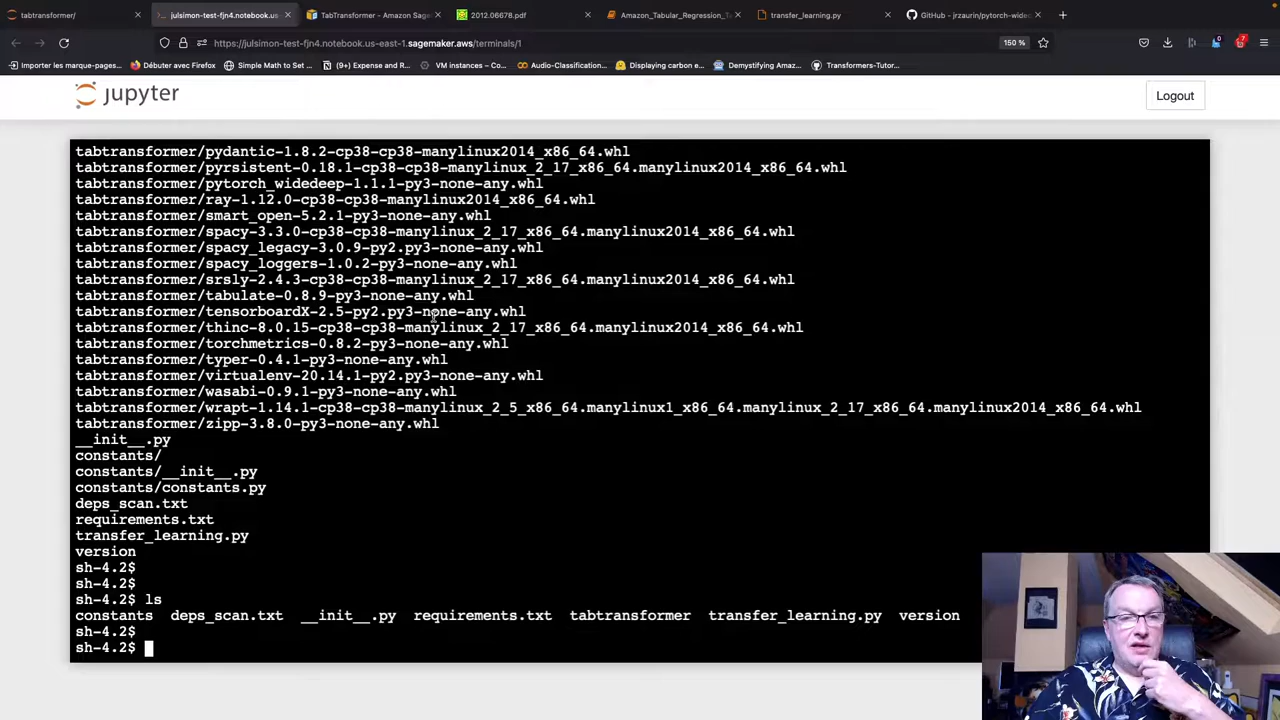 tabtransformer/
julsimon-test-fjn4.notebook.us-
TabTransformer - Amazon Sage
2012.06678.pdf
Amazon_Tabular_Regression_T
transfer_learning.py
GitHub - jrzaurin/pytorch-wided
https://julsimon-test-fjn4.notebook.us-east-1.sagemaker.aws/terminals/1
150 %
Importer les marque-pages...
Débuter avec Firefox
Simple Math to Set ...
(9+) Expense and R...
VM instances – Co...
Audio-Classification...
Displaying carbon e...
Demystifying Amaz...
Transformers-Tutor...
jupyter
Logout
tabtransformer/pydantic-1.8.2-cp38-cp38-manylinux2014_x86_64.whl
tabtransformer/pyrsistent-0.18.1-cp38-cp38-manylinux_2_17_x86_64.manylinux2014_x86_64.whl
tabtransformer/pytorch_widedeep-1.1.1-py3-none-any.whl
tabtransformer/ray-1.12.0-cp38-cp38-manylinux2014_x86_64.whl
tabtransformer/smart_open-5.2.1-py3-none-any.whl
tabtransformer/spacy-3.3.0-cp38-cp38-manylinux_2_17_x86_64.manylinux2014_x86_64.whl
tabtransformer/spacy_legacy-3.0.9-py2.py3-none-any.whl
tabtransformer/spacy_loggers-1.0.2-py3-none-any.whl
tabtransformer/srsly-2.4.3-cp38-cp38-manylinux_2_17_x86_64.manylinux2014_x86_64.whl
tabtransformer/tabulate-0.8.9-py3-none-any.whl
tabtransformer/tensorboardX-2.5-py2.py3-none-any.whl
tabtransformer/thinc-8.0.15-cp38-cp38-manylinux_2_17_x86_64.manylinux2014_x86_64.whl
tabtransformer/torchmetrics-0.8.2-py3-none-any.whl
tabtransformer/typer-0.4.1-py3-none-any.whl
tabtransformer/virtualenv-20.14.1-py2.py3-none-any.whl
tabtransformer/wasabi-0.9.1-py3-none-any.whl
tabtransformer/wrapt-1.14.1-cp38-cp38-manylinux_2_5_x86_64.manylinux1_x86_64.manylinux_2_17_x86_64.manylinux2014_x86_64.whl
tabtransformer/zipp-3.8.0-py3-none-any.whl
__init__.py
constants/
constants/__init__.py
constants/constants.py
deps_scan.txt
requirements.txt
transfer_learning.py
version
sh-4.2$
sh-4.2$
sh-4.2$ ls
constants deps_scan.txt __init__.py requirements.txt tabtransformer transfer_learning.py version
sh-4.2$
sh-4.2$